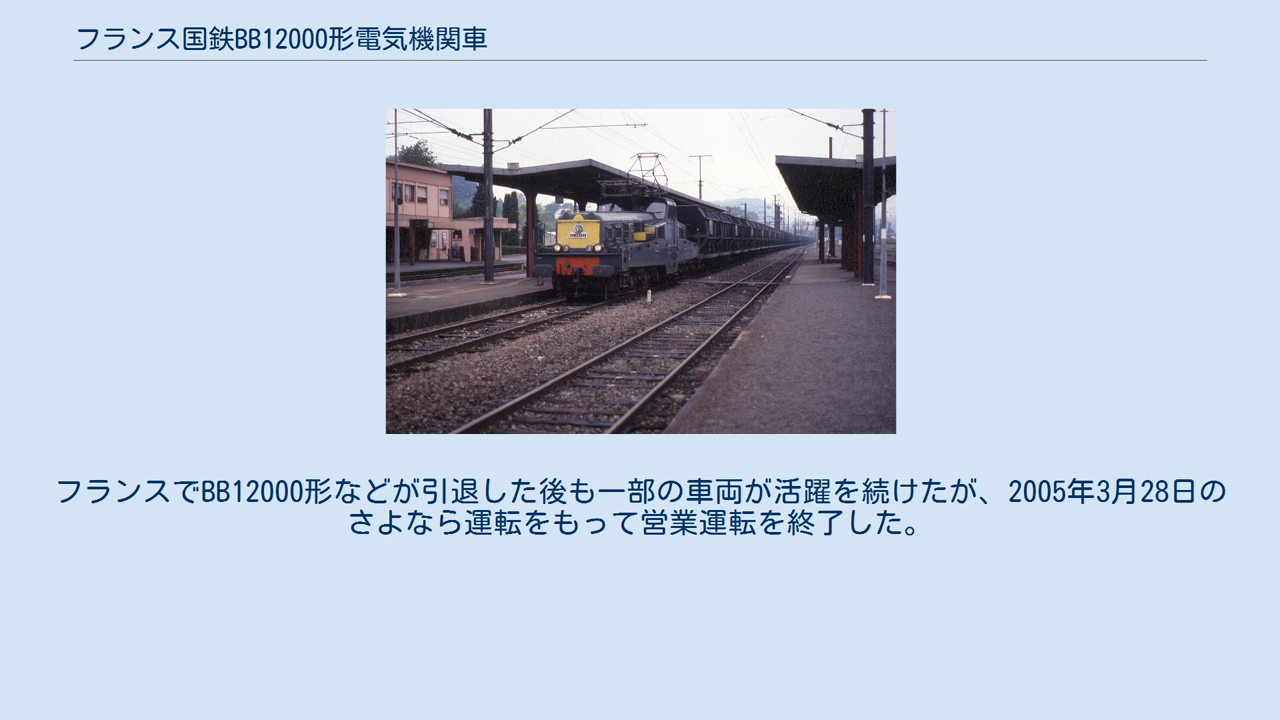 フランス国鉄BB12000形電気機関車
フランスでBB12000形などが引退した後も一部の車両が活躍を続けたが、2005年3月28日の
さよなら運転をもって営業運転を終了した。